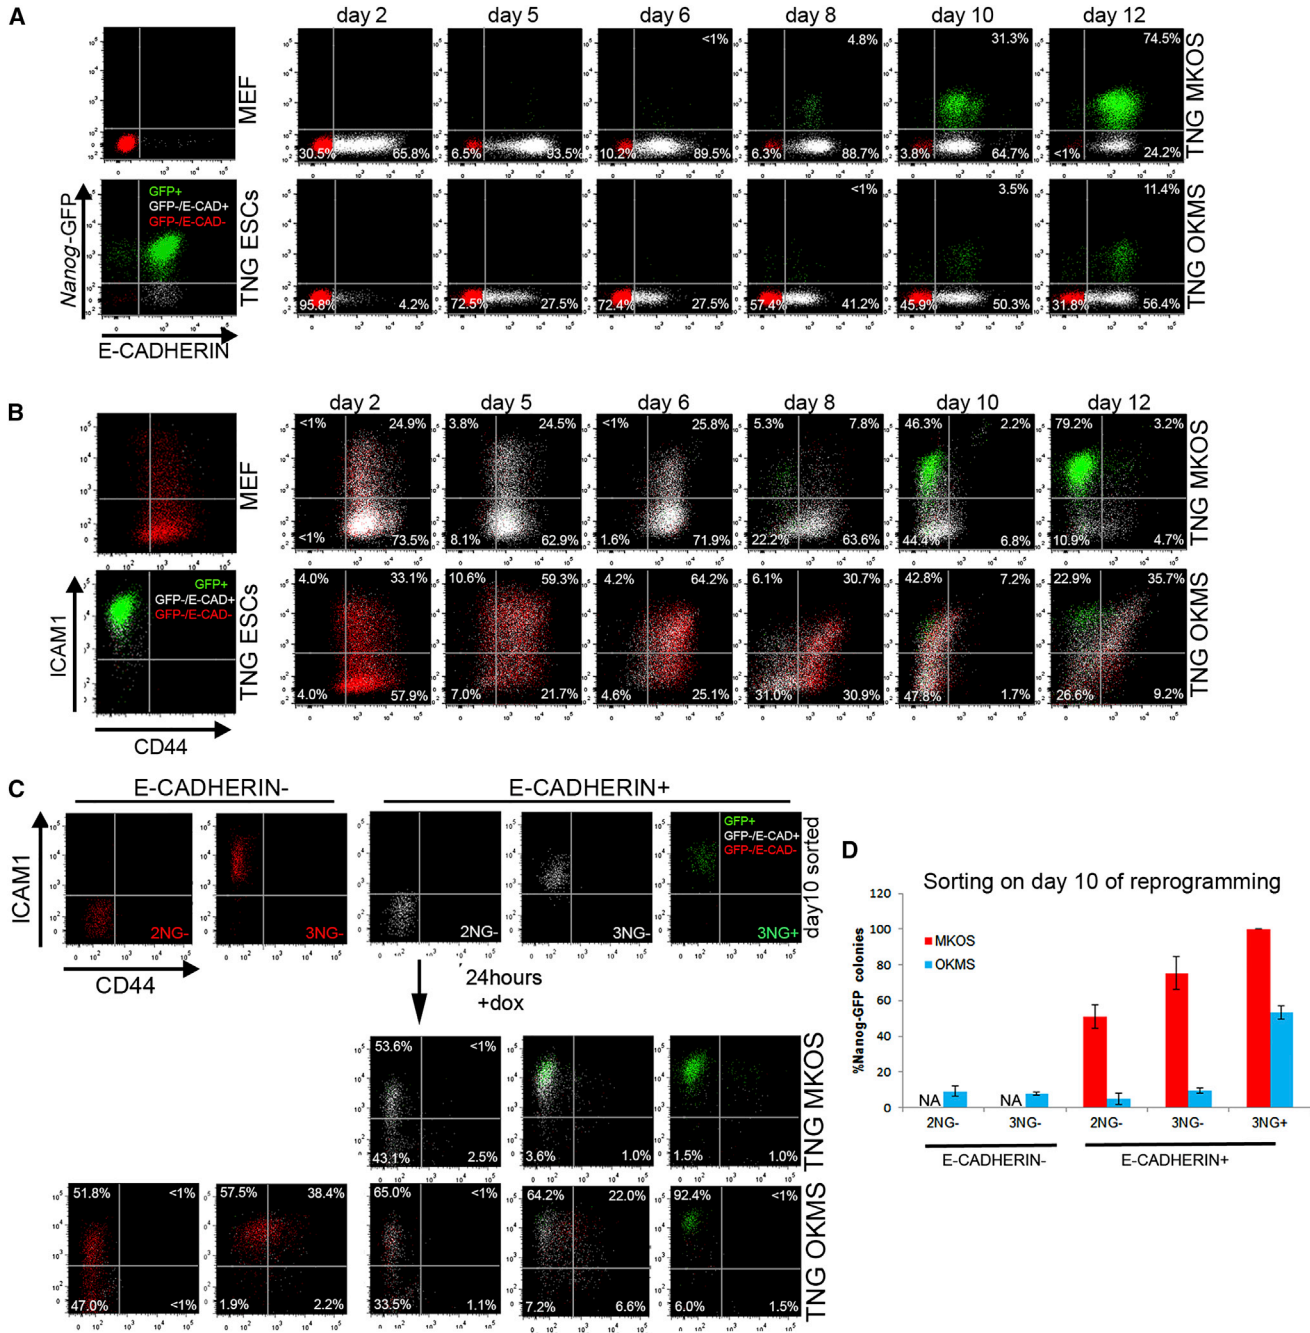 A
day 2 day 5 day 6 day 8 day 10 day 12
MEF
<1% 4.8% 31.3% 74.5%
30.5% 65.8% 6.5% 93.5% 10.2% 89.5% 6.3% 88.7% 3.8% 64.7% <1% 24.2%
TNG MKOS
GFP+
GFP-/E-CAD+
GFP-/E-CAD-
Nanog-GFP
TNG ESCs
E-CADHERIN
<1% 3.5% 11.4%
95.8% 4.2% 72.5% 27.5% 72.4% 27.5% 57.4% 41.2% 45.9% 50.3% 31.8% 56.4%
TNG OKMS
B
day 2 day 5 day 6 day 8 day 10 day 12
MEF
<1% 24.9% 3.8% 24.5% <1% 25.8% 5.3% 7.8% 46.3% 2.2% 79.2% 3.2%
<1% 73.5% 8.1% 62.9% 1.6% 71.9% 22.2% 63.6% 44.4% 6.8% 10.9% 4.7%
TNG MKOS
GFP+
GFP-/E-CAD+
GFP-/E-CAD-
ICAM1
TNG ESCs
CD44
4.0% 33.1% 10.6% 59.3% 4.2% 64.2% 6.1% 30.7% 42.8% 7.2% 22.9% 35.7%
4.0% 57.9% 7.0% 21.7% 4.6% 25.1% 31.0% 30.9% 47.8% 1.7% 26.6% 9.2%
TNG OKMS
C
E-CADHERIN- E-CADHERIN+
GFP+
GFP-/E-CAD+
GFP-/E-CAD-
ICAM1
2NG- 3NG- 2NG- 3NG- 3NG+
day10 sorted
CD44
24hours
+dox
53.6% <1%
43.1% 2.5% 3.6% 1.0% 1.5% 1.0%
TNG MKOS
51.8% <1% 57.5% 38.4% 65.0% <1% 64.2% 22.0% 92.4% <1%
47.0% <1% 1.9% 2.2% 33.5% 1.1% 7.2% 6.6% 6.0% 1.5%
TNG OKMS
D
Sorting on day 10 of reprogramming
%Nanog-GFP colonies
120
100
80
60
40
20
0
MKOS
OKMS
NA NA
2NG- 3NG- 2NG- 3NG- 3NG+
E-CADHERIN- E-CADHERIN+